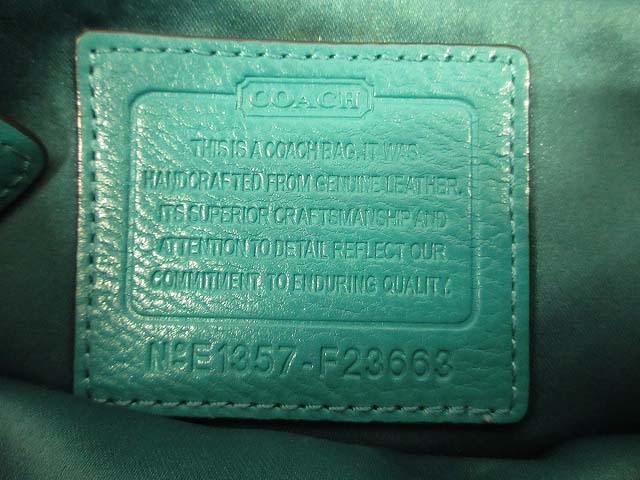 COACH
THIS IS A COACH BAG. IT WAS
HANDCRAFTED FROM GENUINE LEATHER.
ITS SUPERIOR CRAFTSMANSHIP AND
ATTENTION TO DETAIL REFLECT OUR
COMMITMENT TO ENDURING QUALITY.
Nº E1357-F23663